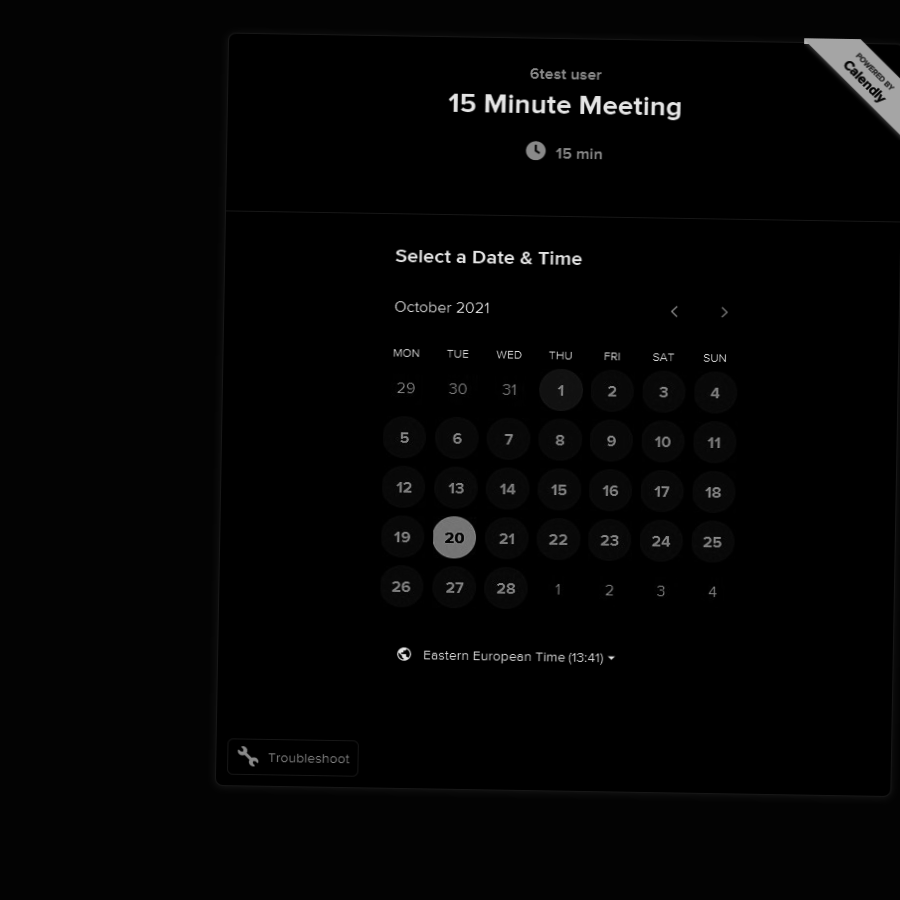 POWERED BY
Calendly
6test user
15 Minute Meeting
15 min
Select a Date & Time
October 2021
MON TUE WED THU FRI SAT SUN
29 30 31 1 2 3 4
5 6 7 8 9 10 11
12 13 14 15 16 17 18
19 20 21 22 23 24 25
26 27 28 1 2 3 4
Eastern European Time (13:41)
Troubleshoot